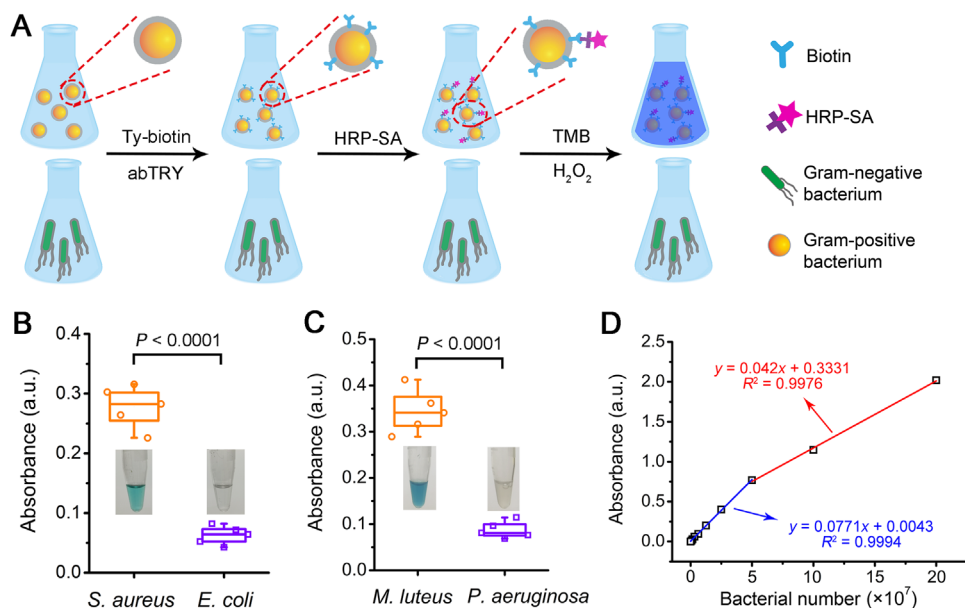 A
Ty-biotin
abTRY
HRP-SA
TMB
H₂O₂
Biotin
HRP-SA
Gram-negative
bacterium
Gram-positive
bacterium
B
Absorbance (a.u.)
0.4
0.3
0.2
0.1
0.0
P < 0.0001
S. aureus
E. coli
C
Absorbance (a.u.)
0.5
0.4
0.3
0.2
0.1
0.0
P < 0.0001
M. luteus
P. aeruginosa
D
Absorbance (a.u.)
2.5
2.0
1.5
1.0
0.5
0.0
y = 0.042x + 0.3331
R² = 0.9976
y = 0.0771x + 0.0043
R² = 0.9994
0
5
10
15
20
Bacterial number (×10⁷)